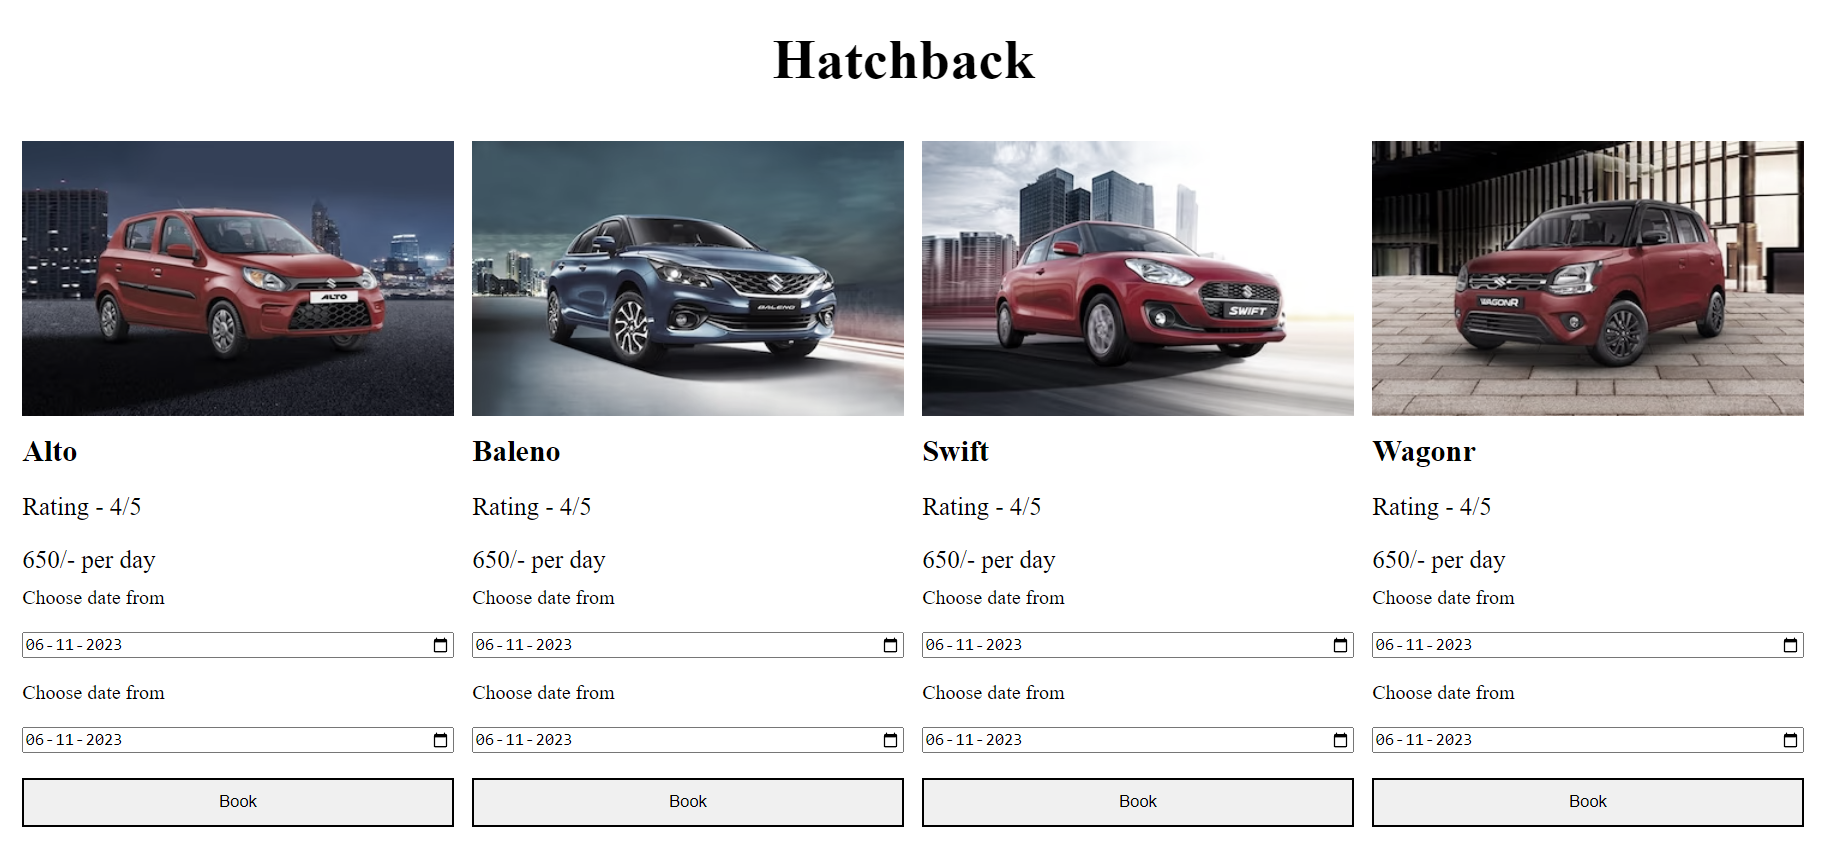 Hatchback
ALTO
BALENO
SWIFT
WAGONR
Alto
Baleno
Swift
Wagonr
Rating - 4/5
Rating - 4/5
Rating - 4/5
Rating - 4/5
650/- per day
650/- per day
650/- per day
650/- per day
Choose date from
Choose date from
Choose date from
Choose date from
06-11-2023
06-11-2023
06-11-2023
06-11-2023
Choose date from
Choose date from
Choose date from
Choose date from
06-11-2023
06-11-2023
06-11-2023
06-11-2023
Book
Book
Book
Book